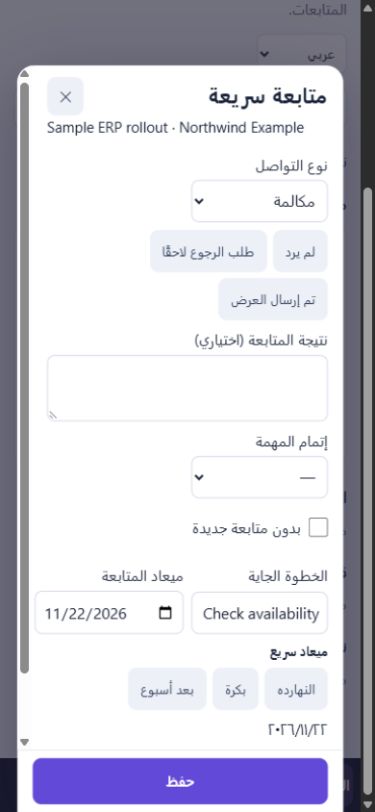 المتابعات.
عربي
متابعة سريعة
Sample ERP rollout · Northwind Example
نوع التواصل
مكالمة
لم يرد
طلب الرجوع لاحقًا
تم إرسال العرض
نتيجة المتابعة (اختياري)
إتمام المهمة
—
بدون متابعة جديدة
الخطوة الجاية
ميعاد المتابعة
Check availability
11/22/2026
ميعاد سريع
النهارده
بكرة
بعد أسبوع
٢٠٢٦/١١/٢٢
حفظ